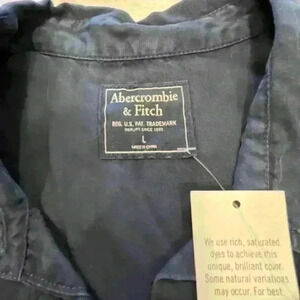 Abercrombie
& Fitch
REG. U.S. PAT. TRADEMARK
QUALITY SINCE 1892
L
MADE IN CHINA
We use rich, saturated
dyes to achieve this
unique, brilliant color.
Some natural variations
may occur. For best